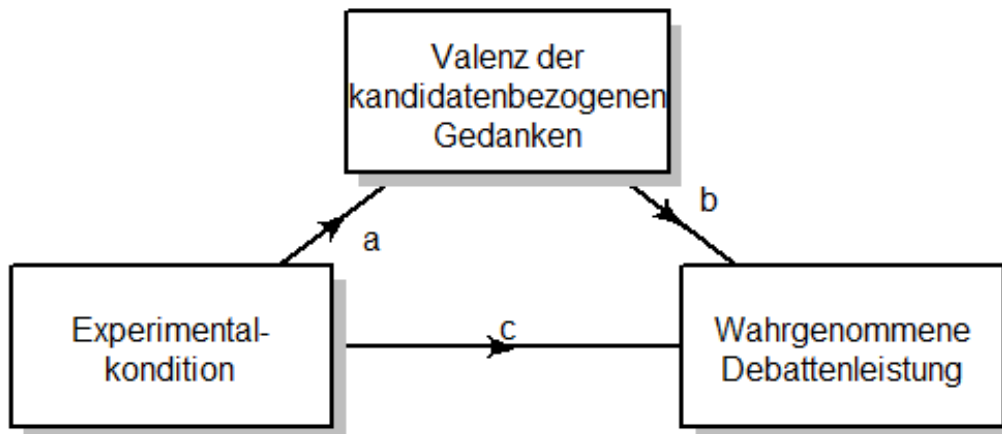 Valenz der
kandidatenbezogenen
Gedanken
a
b
Experimental-
kondition
c
Wahrgenommene
Debattenleistung